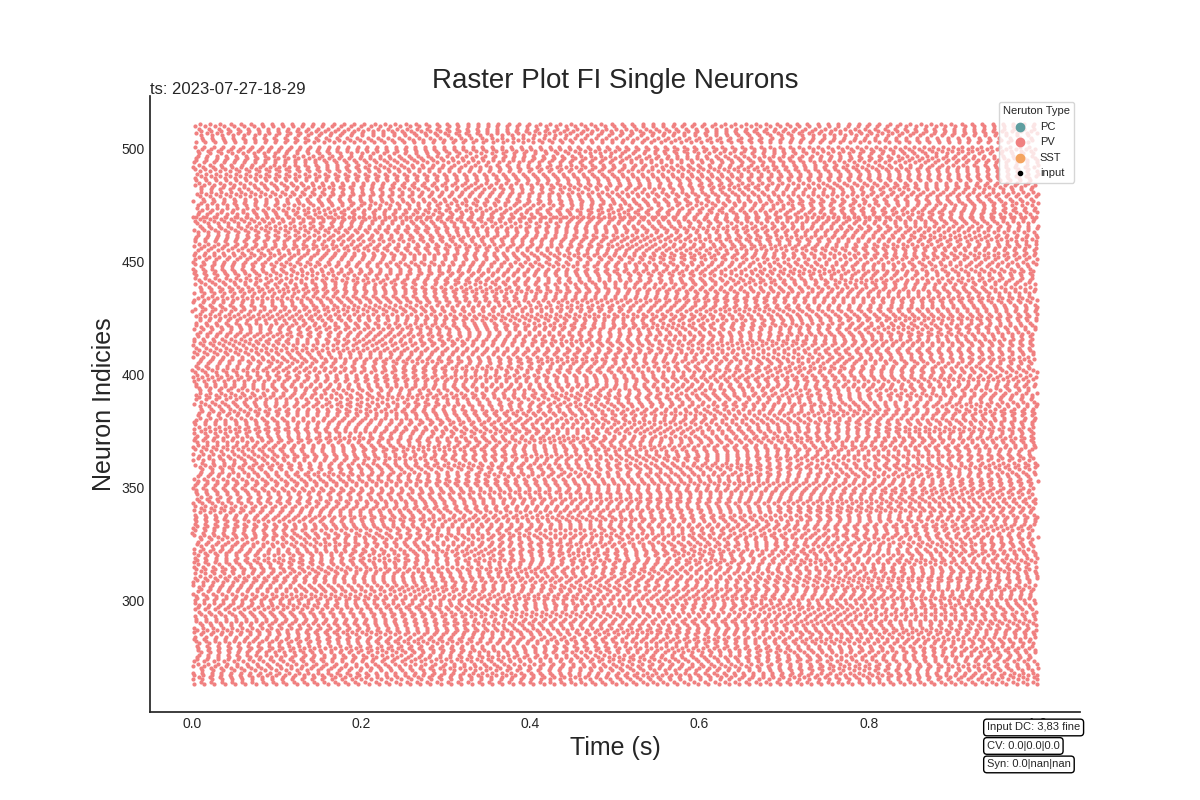 Raster Plot FI Single Neurons
ts: 2023-07-27-18-29
Neruton Type
PC
PV
SST
input
500
450
400
350
300
Neuron Indicies
0.0 0.2 0.4 0.6 0.8
Time (s)
Input DC: 3,83 fine
CV: 0.0|0.0|0.0
Syn: 0.0|nan|nan